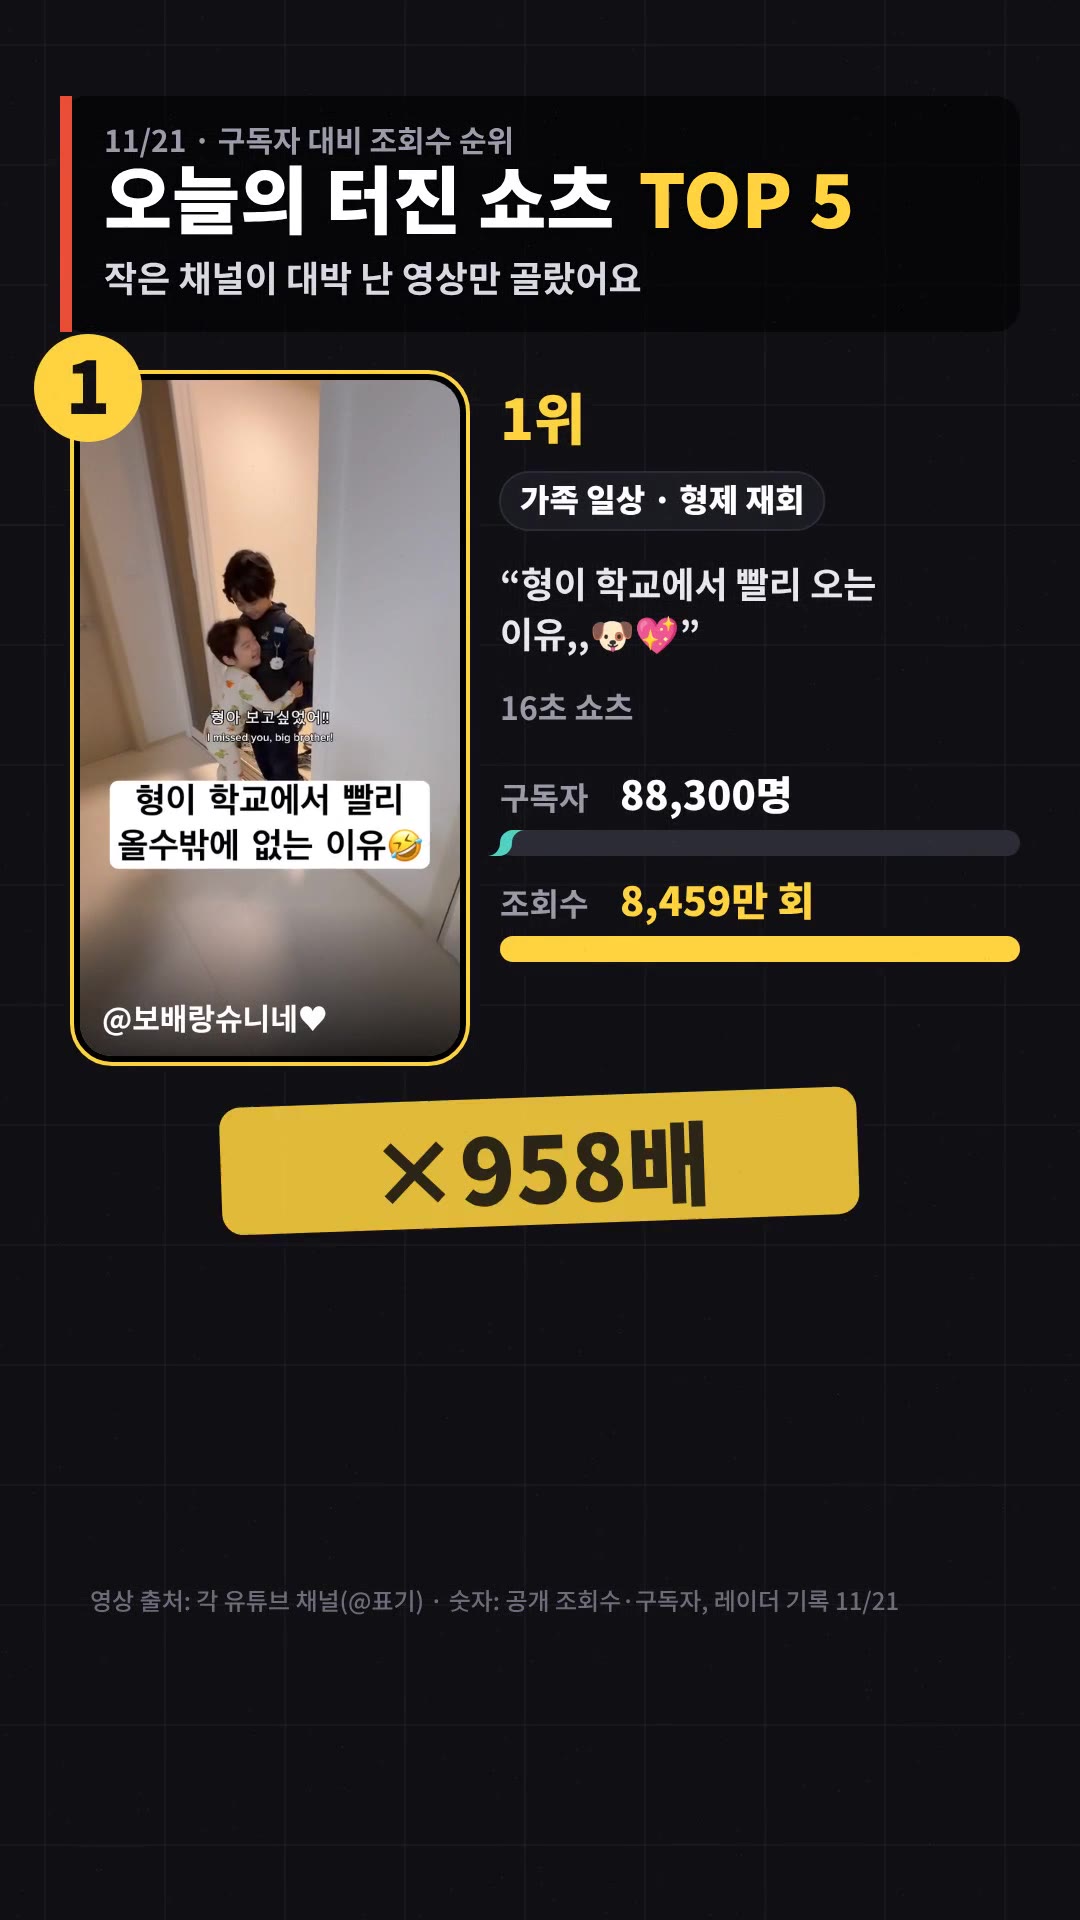 11/21 · 구독자 대비 조회수 순위
오늘의 터진 쇼츠 TOP 5
작은 채널이 대박 난 영상만 골랐어요
1
1위
가족 일상 · 형제 재회
“형이 학교에서 빨리 오는
이유,,🐶💖”
16초 쇼츠
구독자 88,300명
조회수 8,459만 회
형아 보고싶었어!!
I missed you, big brother!
형이 학교에서 빨리
올수밖에 없는 이유🤣
@보배랑슈니네♥
×958배
영상 출처: 각 유튜브 채널(@표기) · 숫자: 공개 조회수·구독자, 레이더 기록 11/21